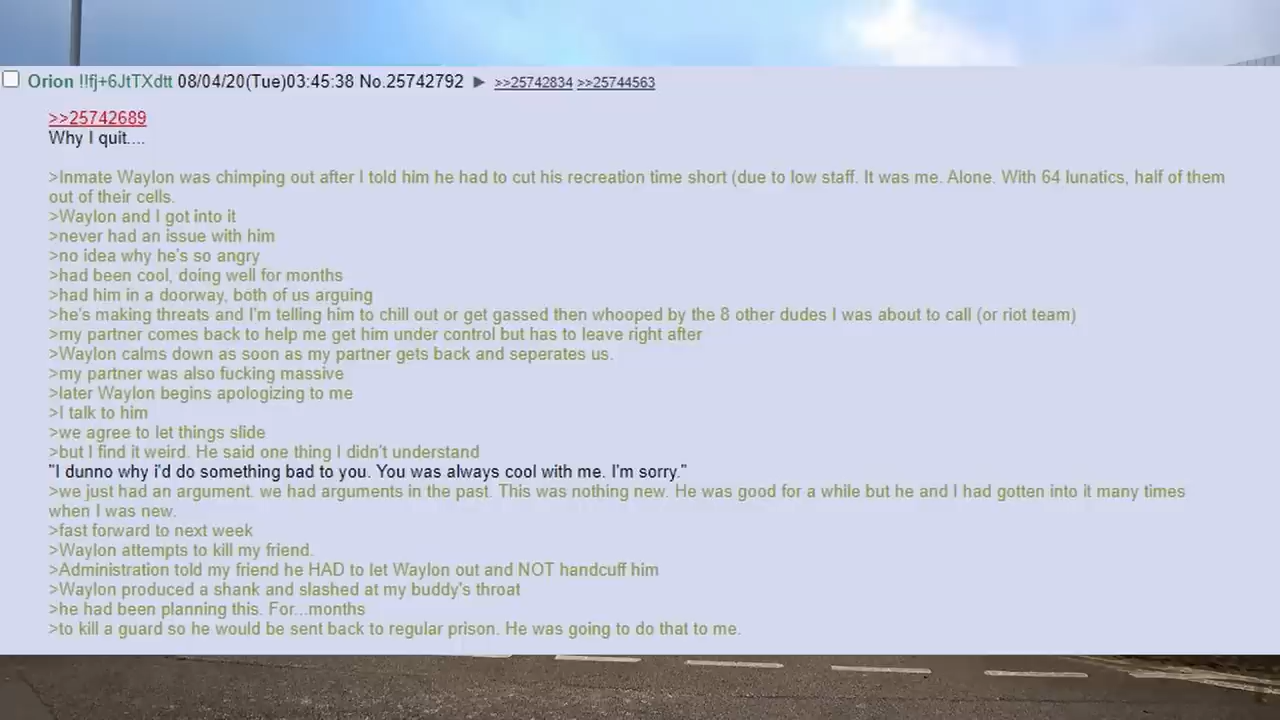 Orion !!fj+6JtTXdtt 08/04/20(Tue)03:45:38 No.25742792 ▶ >>25742834 >>25744563
>>25742689
Why I quit....
>Inmate Waylon was chimping out after I told him he had to cut his recreation time short (due to low staff. It was me. Alone. With 64 lunatics, half of them
out of their cells.
>Waylon and I got into it
>never had an issue with him
>no idea why he's so angry
>had been cool, doing well for months
>had him in a doorway, both of us arguing
>he's making threats and I'm telling him to chill out or get gassed then whooped by the 8 other dudes I was about to call (or riot team)
>my partner comes back to help me get him under control but has to leave right after
>Waylon calms down as soon as my partner gets back and seperates us.
>my partner was also fucking massive
>later Waylon begins apologizing to me
>I talk to him
>we agree to let things slide
>but I find it weird. He said one thing I didn't understand
"I dunno why i'd do something bad to you. You was always cool with me. I'm sorry."
>we just had an argument. we had arguments in the past. This was nothing new. He was good for a while but he and I had gotten into it many times
when I was new.
>fast forward to next week
>Waylon attempts to kill my friend.
>Administration told my friend he HAD to let Waylon out and NOT handcuff him
>Waylon produced a shank and slashed at my buddy's throat
>he had been planning this. For...months
>to kill a guard so he would be sent back to regular prison. He was going to do that to me.